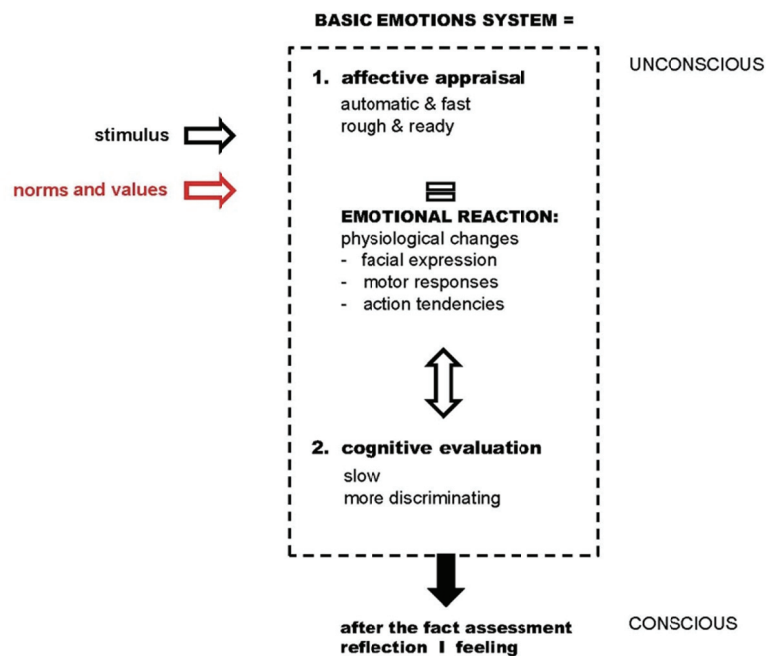 BASIC EMOTIONS SYSTEM =
UNCONSCIOUS
1. affective appraisal
automatic & fast
rough & ready
stimulus
norms and values
EMOTIONAL REACTION:
physiological changes
- facial expression
- motor responses
- action tendencies
2. cognitive evaluation
slow
more discriminating
after the fact assessment
reflection I feeling
CONSCIOUS